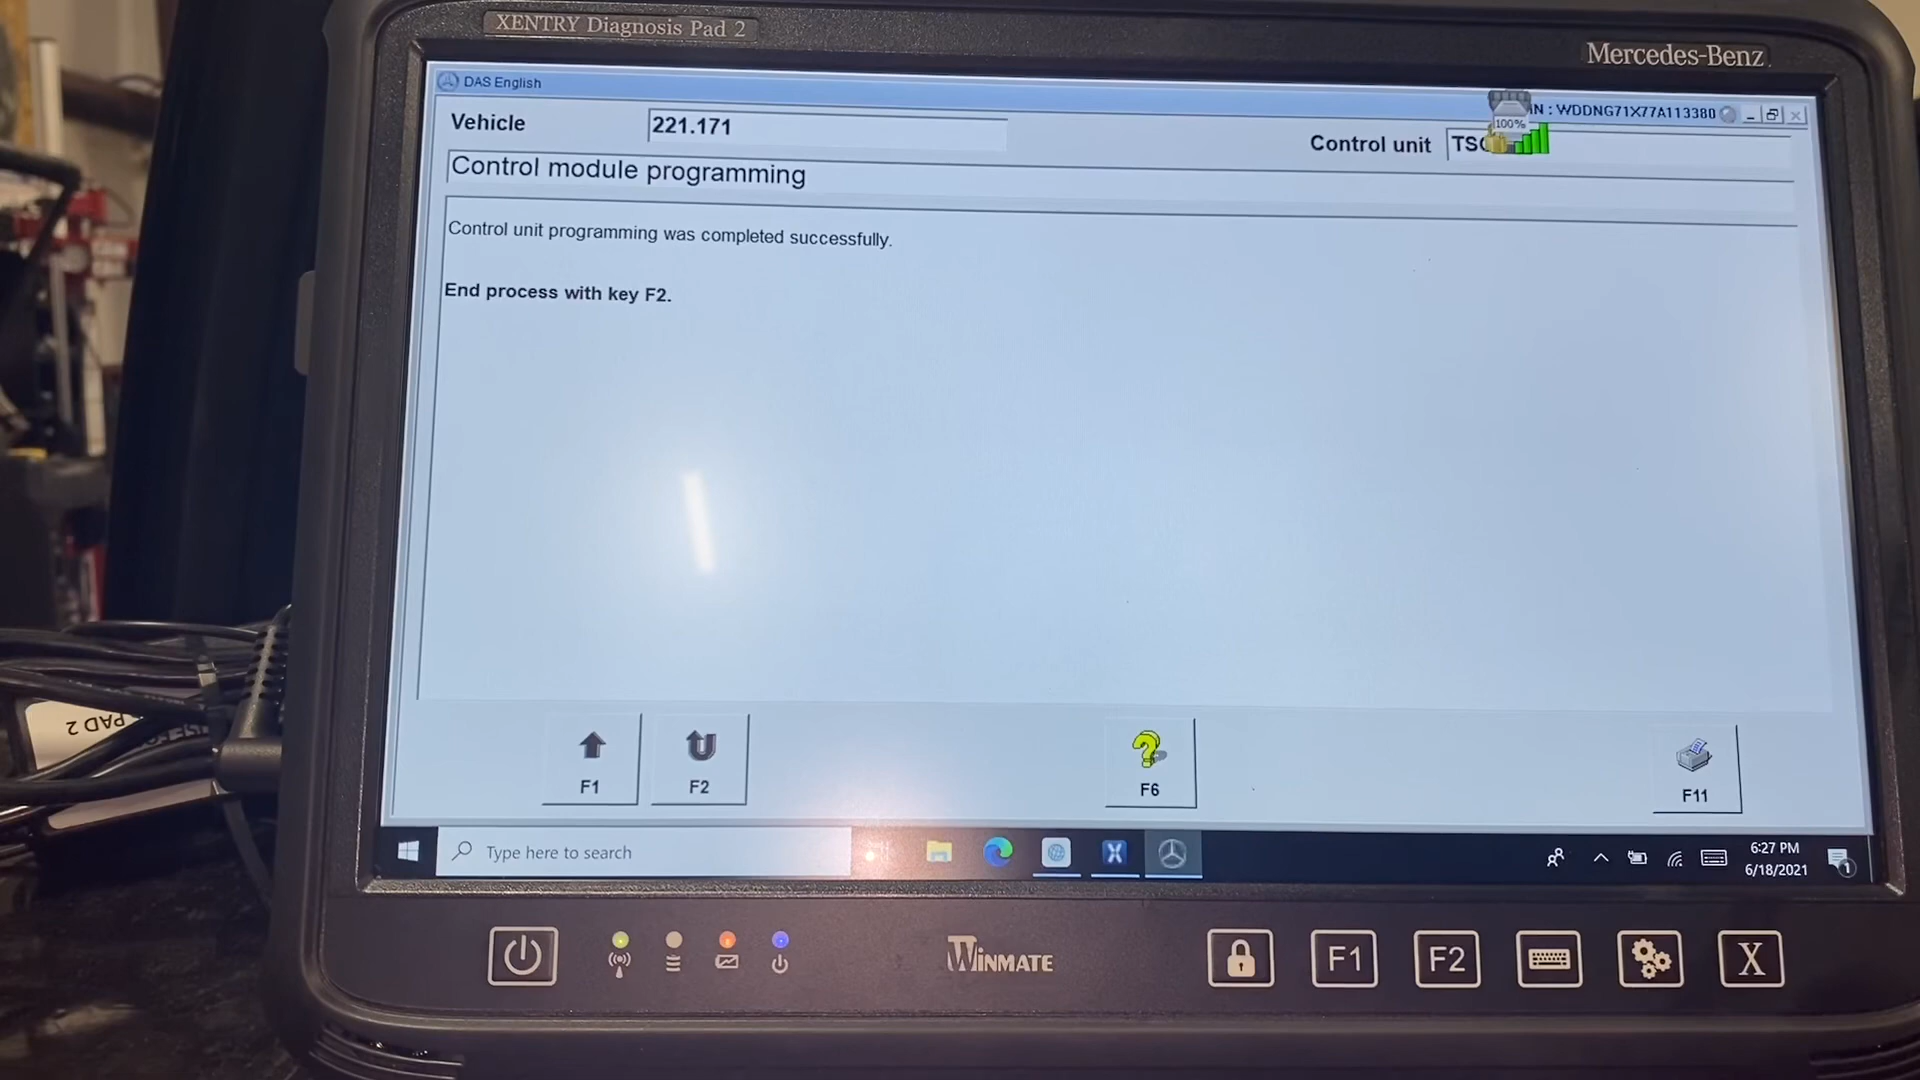 XENTRY Diagnosis Pad 2
Mercedes-Benz
DAS English
IN : WDDNG71X77A113380
Vehicle
221.171
100%
Control unit
Control module programming
Control unit programming was completed successfully.
End process with key F2.
F1
F2
F6
F11
PAD 2
Type here to search
X
6:27 PM
6/18/2021
1
WINMATE
F1
F2
X